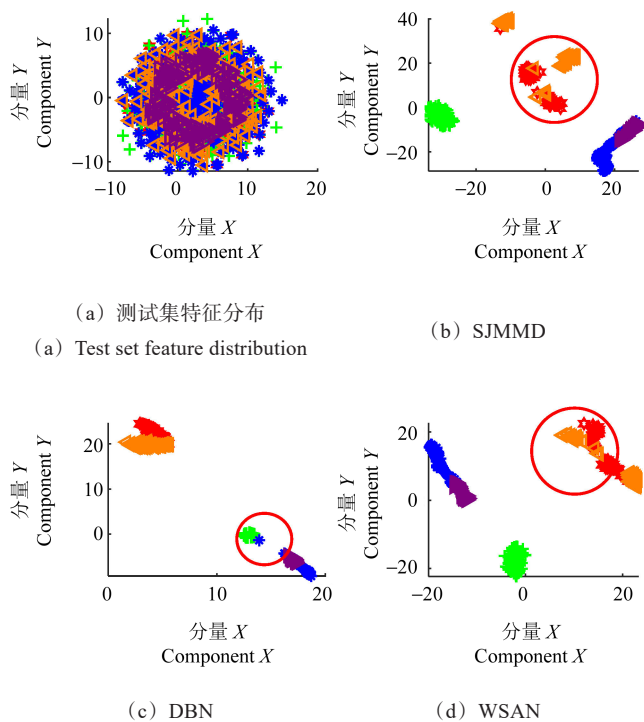 10
0
−10
−10
0
10
20
分量 Y
Component Y
分量 X
Component X
(a) 测试集特征分布
(a) Test set feature distribution
40
20
0
−20
−20
0
20
分量 Y
Component Y
分量 X
Component X
(b) SJMMD
20
10
0
0
10
20
分量 Y
Component Y
分量 X
Component X
(c) DBN
20
0
−20
−20
0
20
分量 Y
Component Y
分量 X
Component X
(d) WSAN